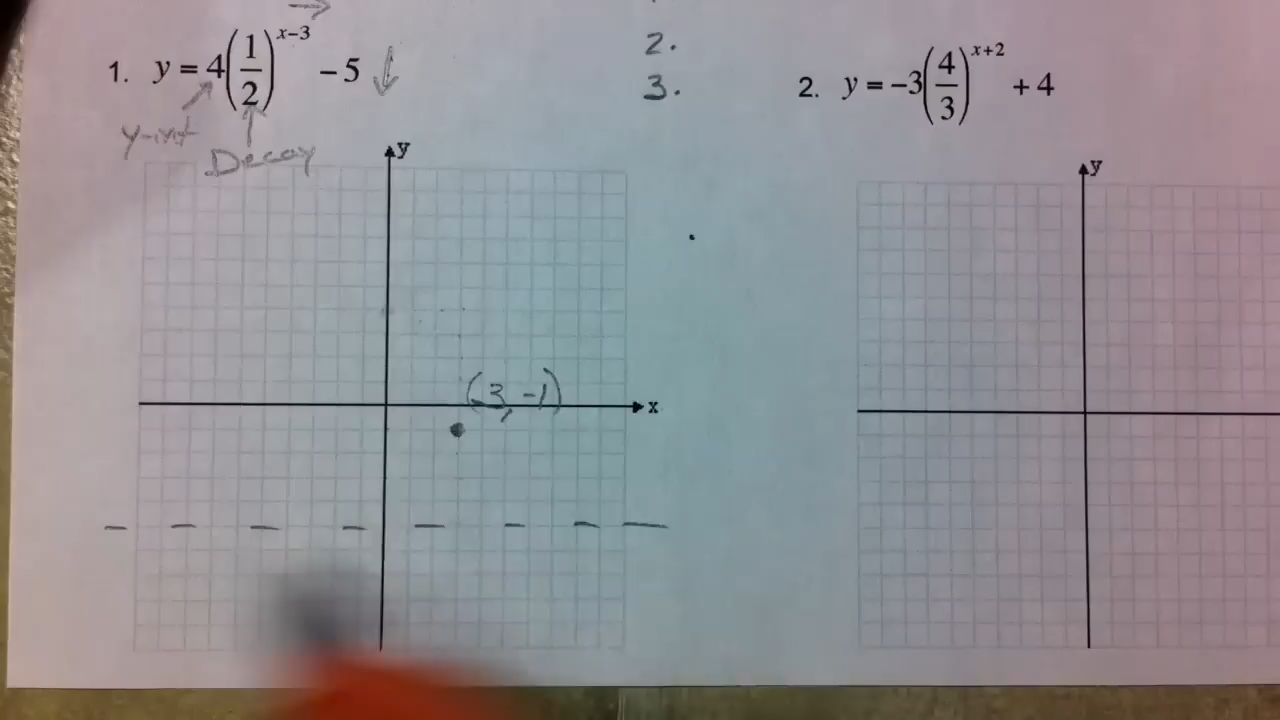 1. y = 4(1/2)^{x-3} - 5
y-int
Decay
y
(3, -1)
x
2.
3.
2. y = -3(4/3)^{x+2} + 4
y